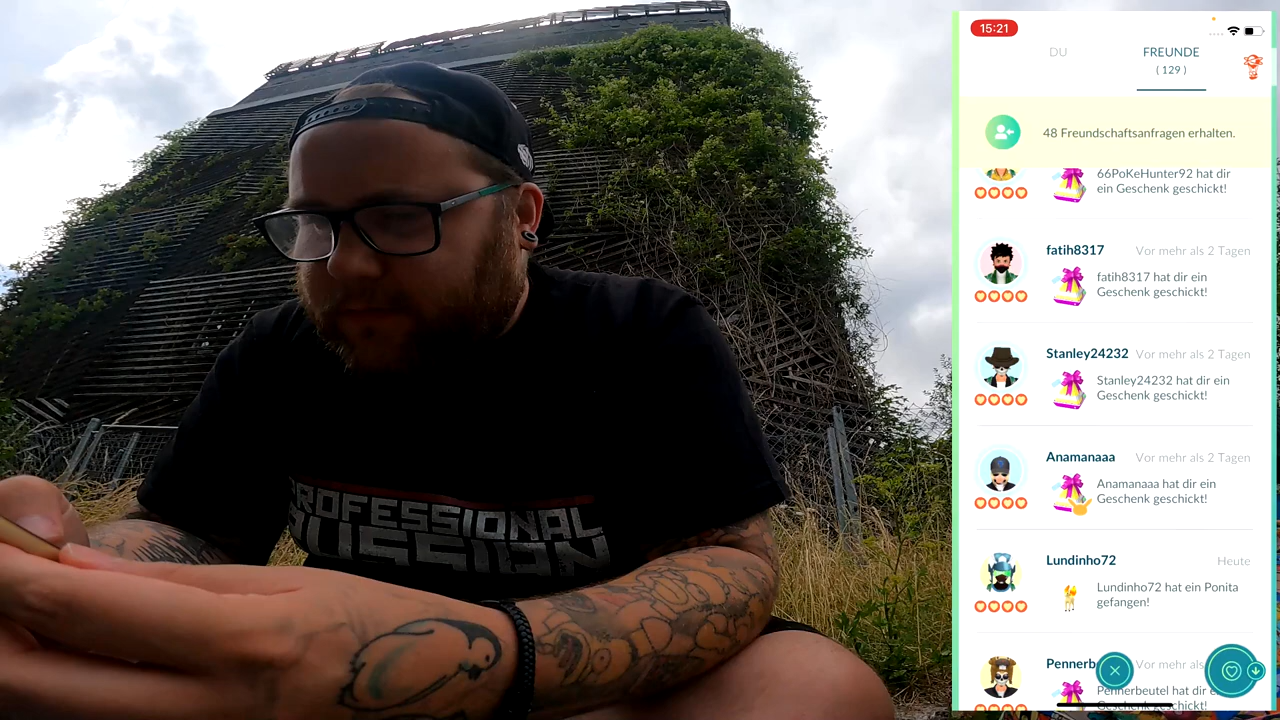 15:21
DU
FREUNDE
( 129 )
48 Freundschaftsanfragen erhalten.
66PoKeHunter92 hat dir
ein Geschenk geschickt!
fatih8317
Vor mehr als 2 Tagen
fatih8317 hat dir ein
Geschenk geschickt!
Stanley24232
Vor mehr als 2 Tagen
Stanley24232 hat dir ein
Geschenk geschickt!
Anamanaaa
Vor mehr als 2 Tagen
Anamanaaa hat dir ein
Geschenk geschickt!
Lundinho72
Heute
Lundinho72 hat ein Ponita
gefangen!
Vor mehr als
Pennerbeutel hat dir
PROFESSIONAL
RUSSIAN